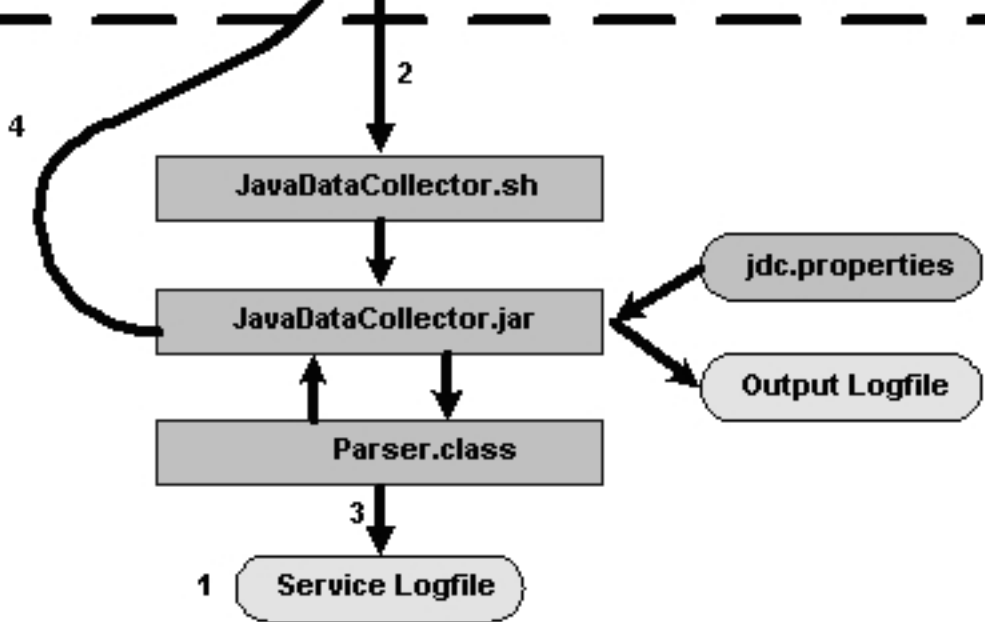 2
4
JavaDataCollector.sh
jdc.properties
JavaDataCollector.jar
Output Logfile
Parser.class
3
1 Service Logfile